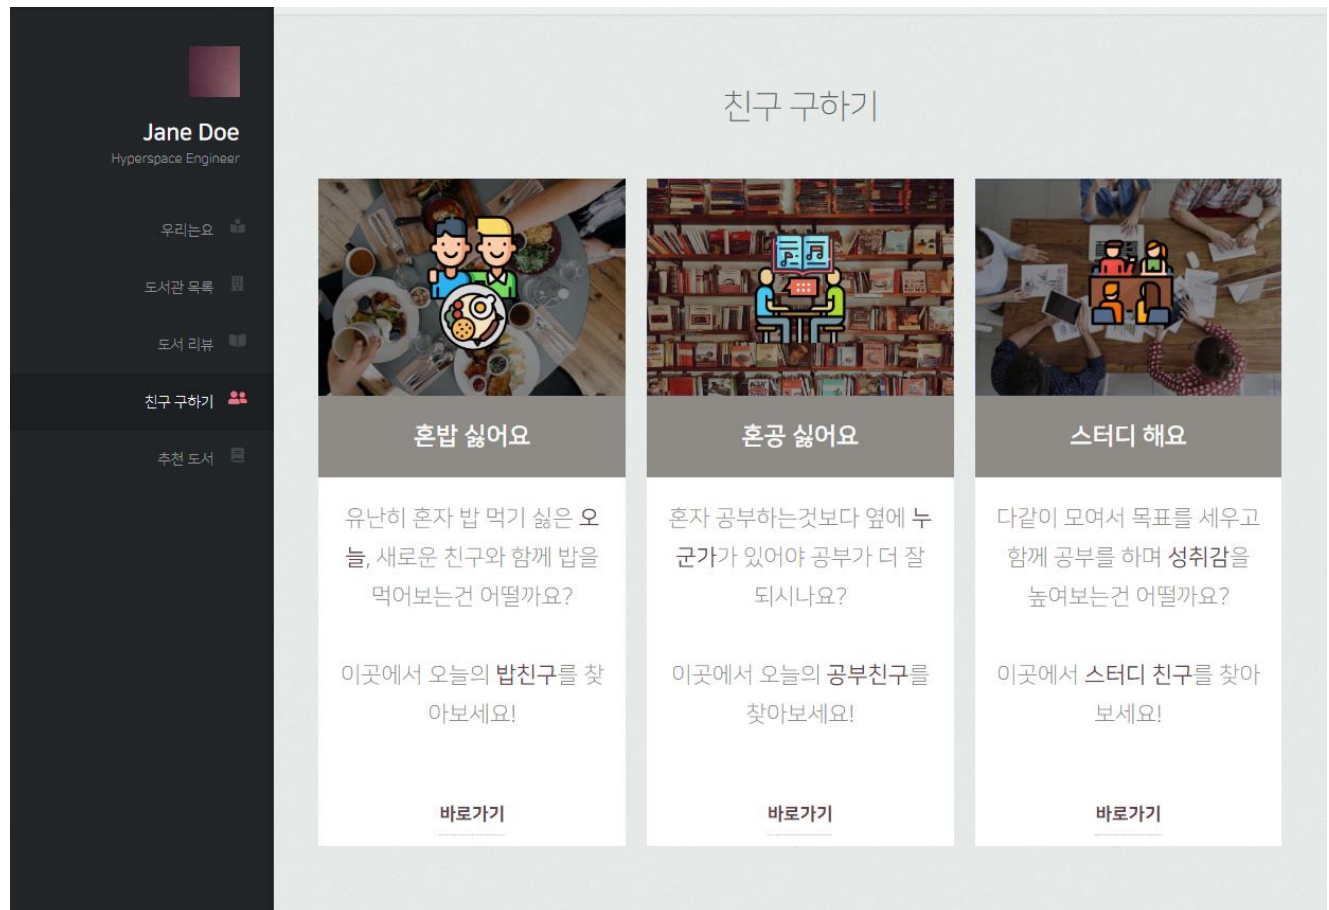 Jane Doe
Hyperspace Engineer
우리는요
도서관 목록
도서 리뷰
친구 구하기
추천 도서
친구 구하기
혼밥 싫어요
유난히 혼자 밥 먹기 싫은 오
늘, 새로운 친구와 함께 밥을
먹어보는건 어떨까요?
이곳에서 오늘의 밥친구를 찾
아보세요!
바로가기
혼공 싫어요
혼자 공부하는것보다 옆에 누
군가가 있어야 공부가 더 잘
되시나요?
이곳에서 오늘의 공부친구를
찾아보세요!
바로가기
스터디 해요
다같이 모여서 목표를 세우고
함께 공부를 하며 성취감을
높여보는건 어떨까요?
이곳에서 스터디 친구를 찾아
보세요!
바로가기